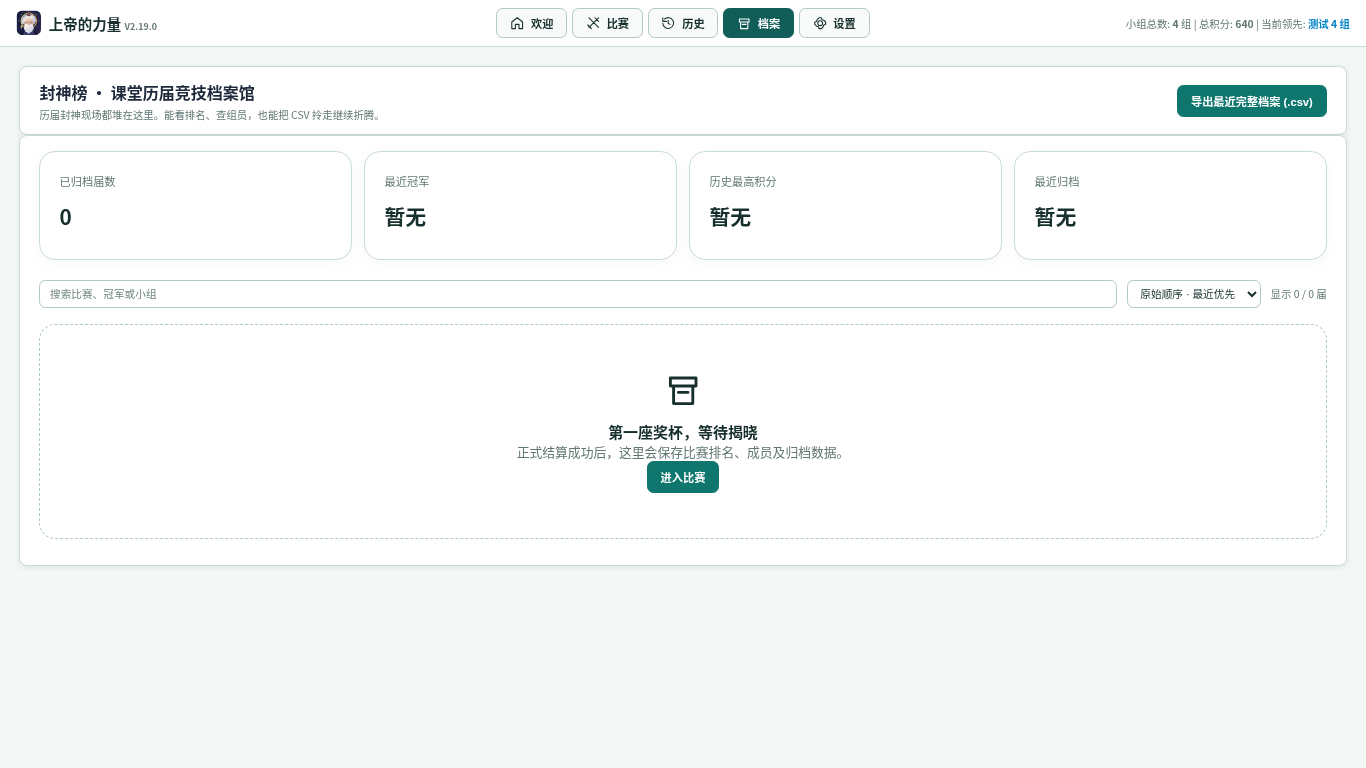 上帝的力量 V2.19.0
欢迎
比赛
历史
档案
设置
小组总数: 4 组 | 总积分: 640 | 当前领先: 测试 4 组
封神榜 · 课堂历届竞技档案馆
历届封神现场都堆在这里。能看排名、查组员，也能把 CSV 拎走继续折腾。
导出最近完整档案 (.csv)
已归档届数
0
最近冠军
暂无
历史最高积分
暂无
最近归档
暂无
搜索比赛、冠军或小组
原始顺序 · 最近优先
显示 0 / 0 届
第一座奖杯，等待揭晓
正式结算成功后，这里会保存比赛排名、成员及归档数据。
进入比赛